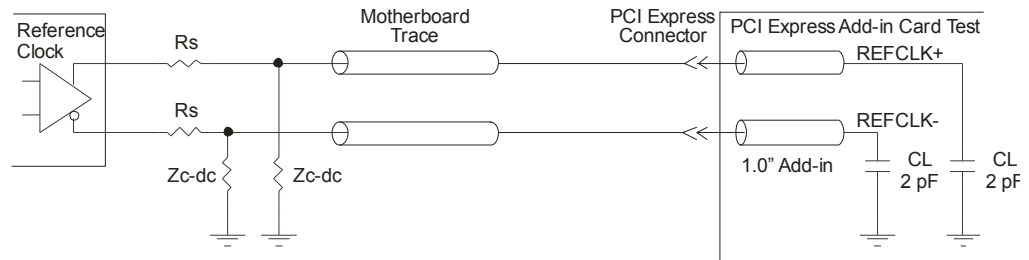 Reference
Clock
Rs
Rs
Zc-dc
Zc-dc
Motherboard
Trace
PCI Express
Connector
PCI Express Add-in Card Test
REFCLK+
REFCLK-
1.0” Add-in
CL
2 pF
CL
2 pF